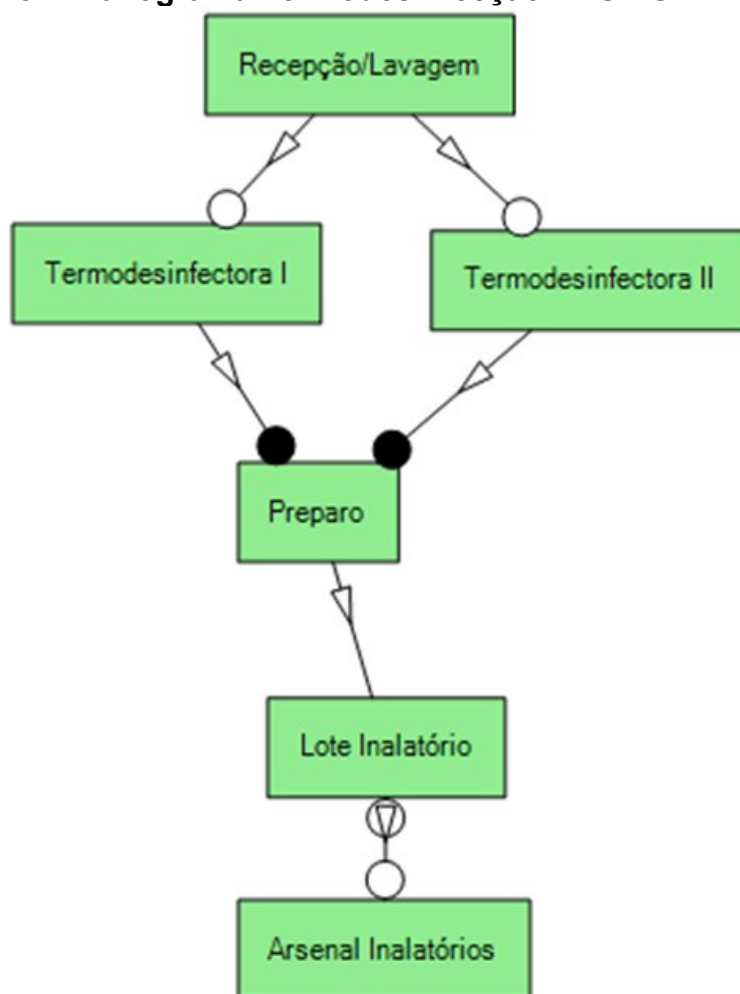 Recepção/Lavagem
Termodesinfectora I
Termodesinfectora II
Preparo
Lote Inalatório
Arsenal Inalatórios